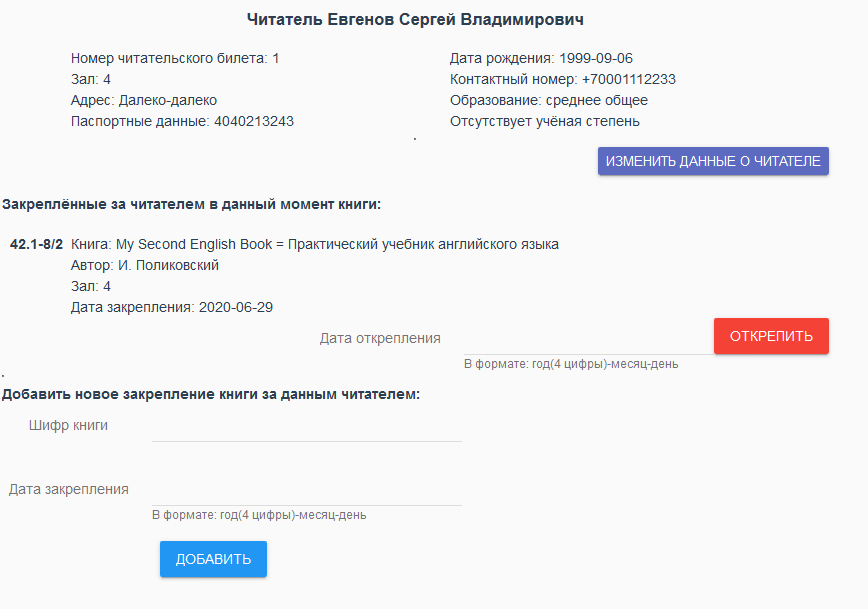 Читатель Евгенов Сергей Владимирович
Номер читательского билета: 1
Зал: 4
Адрес: Далеко-далеко
Паспортные данные: 4040213243
Дата рождения: 1999-09-06
Контактный номер: +70001112233
Образование: среднее общее
Отсутствует учёная степень
ИЗМЕНИТЬ ДАННЫЕ О ЧИТАТЕЛЕ
Закреплённые за читателем в данный момент книги:
42.1-8/2 Книга: My Second English Book = Практический учебник английского языка
Автор: И. Поликовский
Зал: 4
Дата закрепления: 2020-06-29
Дата открепления
ОТКРЕПИТЬ
В формате: год(4 цифры)-месяц-день
Добавить новое закрепление книги за данным читателем:
Шифр книги
Дата закрепления
В формате: год(4 цифры)-месяц-день
ДОБАВИТЬ